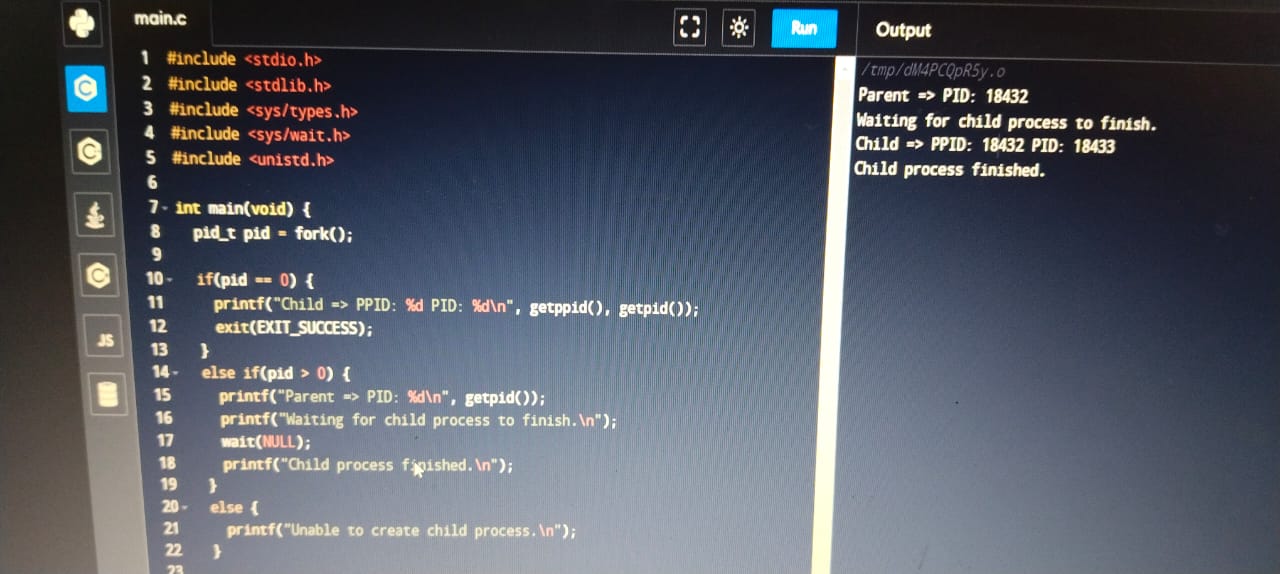 main.c
Run
Output
1 #include <stdio.h>
2 #include <stdlib.h>
3 #include <sys/types.h>
4 #include <sys/wait.h>
5 #include <unistd.h>
6
7 int main(void) {
8 pid_t pid = fork();
9
10 if(pid == 0) {
11 printf("Child => PPID: %d PID: %d\n", getppid(), getpid());
12 exit(EXIT_SUCCESS);
13 }
14 else if(pid > 0) {
15 printf("Parent => PID: %d\n", getpid());
16 printf("Waiting for child process to finish.\n");
17 wait(NULL);
18 printf("Child process finished.\n");
19 }
20 else {
21 printf("Unable to create child process.\n");
22 }
23
/tmp/dM4PCQpR5y.o
Parent => PID: 18432
Waiting for child process to finish.
Child => PPID: 18432 PID: 18433
Child process finished.
C
C
C
JS